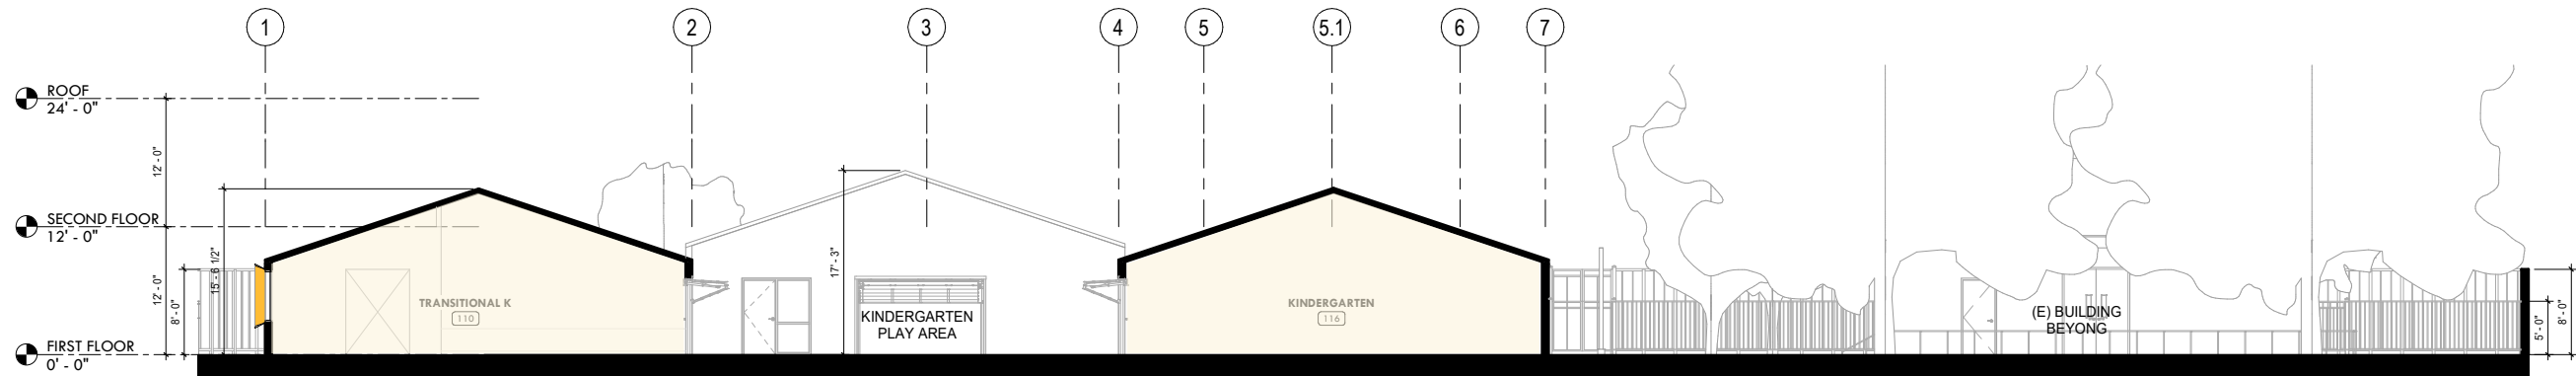 1
2
3
4
5
5.1
6
7
ROOF
24' - 0"
12' - 0"
SECOND FLOOR
12' - 0"
15' - 6 1/2"
17' - 3"
12' - 0"
8' - 0"
TRANSITIONAL K
110
KINDERGARTEN
PLAY AREA
KINDERGARTEN
116
(E) BUILDING
BEYONG
5' - 0"
8' - 0"
FIRST FLOOR
0' - 0"